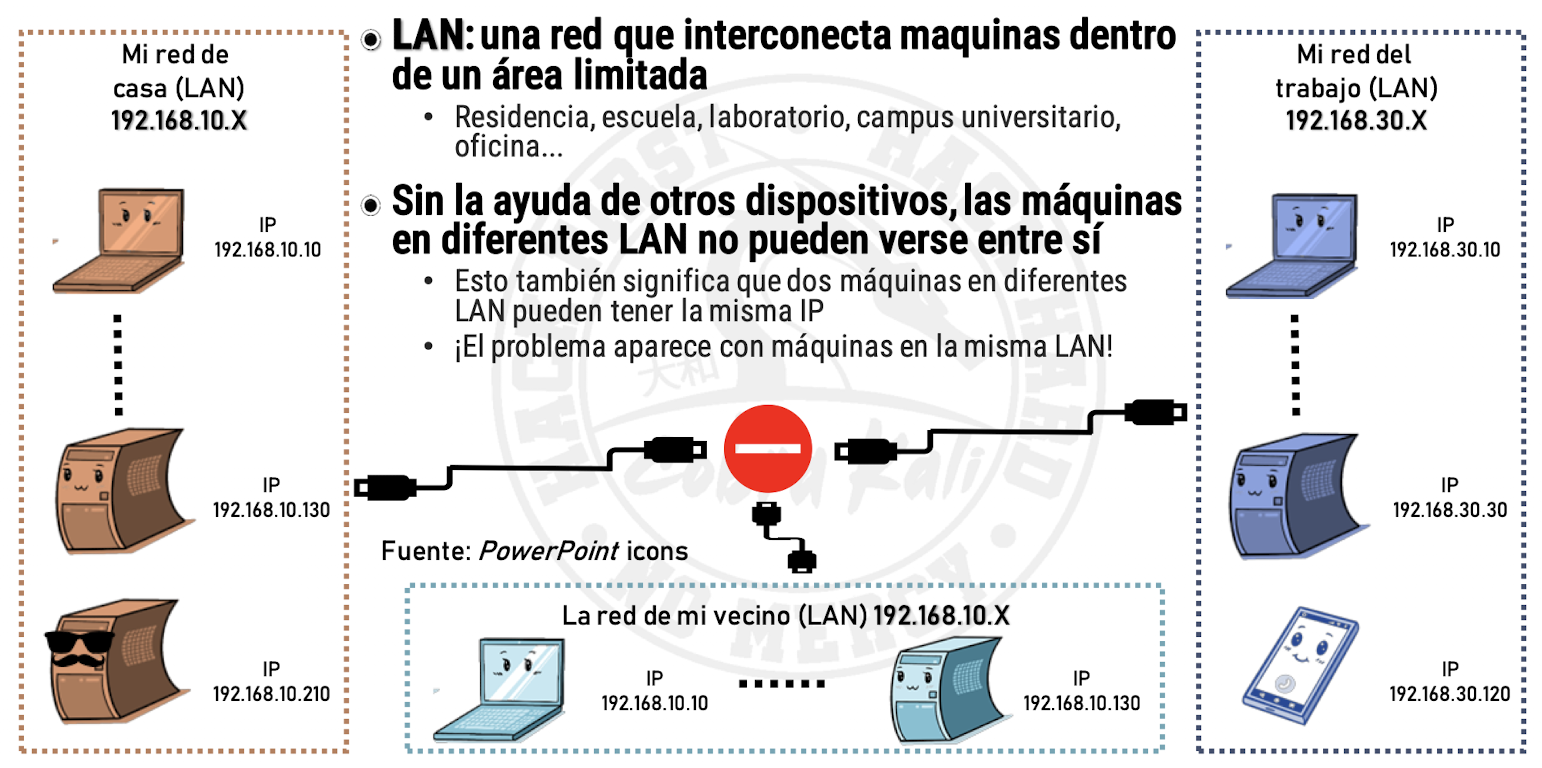 Mi red de
casa (LAN)
192.168.10.X
IP
192.168.10.10
IP
192.168.10.130
IP
192.168.10.210
LAN: una red que interconecta maquinas dentro
de un área limitada
• Residencia, escuela, laboratorio, campus universitario,
oficina...
Sin la ayuda de otros dispositivos, las máquinas
en diferentes LAN no pueden verse entre sí
• Esto también significa que dos máquinas en diferentes
LAN pueden tener la misma IP
• ¡El problema aparece con máquinas en la misma LAN!
大和
Cobra Kali
NO MERCY
Fuente: PowerPoint icons
La red de mi vecino (LAN) 192.168.10.X
IP
192.168.10.10
IP
192.168.10.130
Mi red del
trabajo (LAN)
192.168.30.X
IP
192.168.30.10
IP
192.168.30.30
IP
192.168.30.120